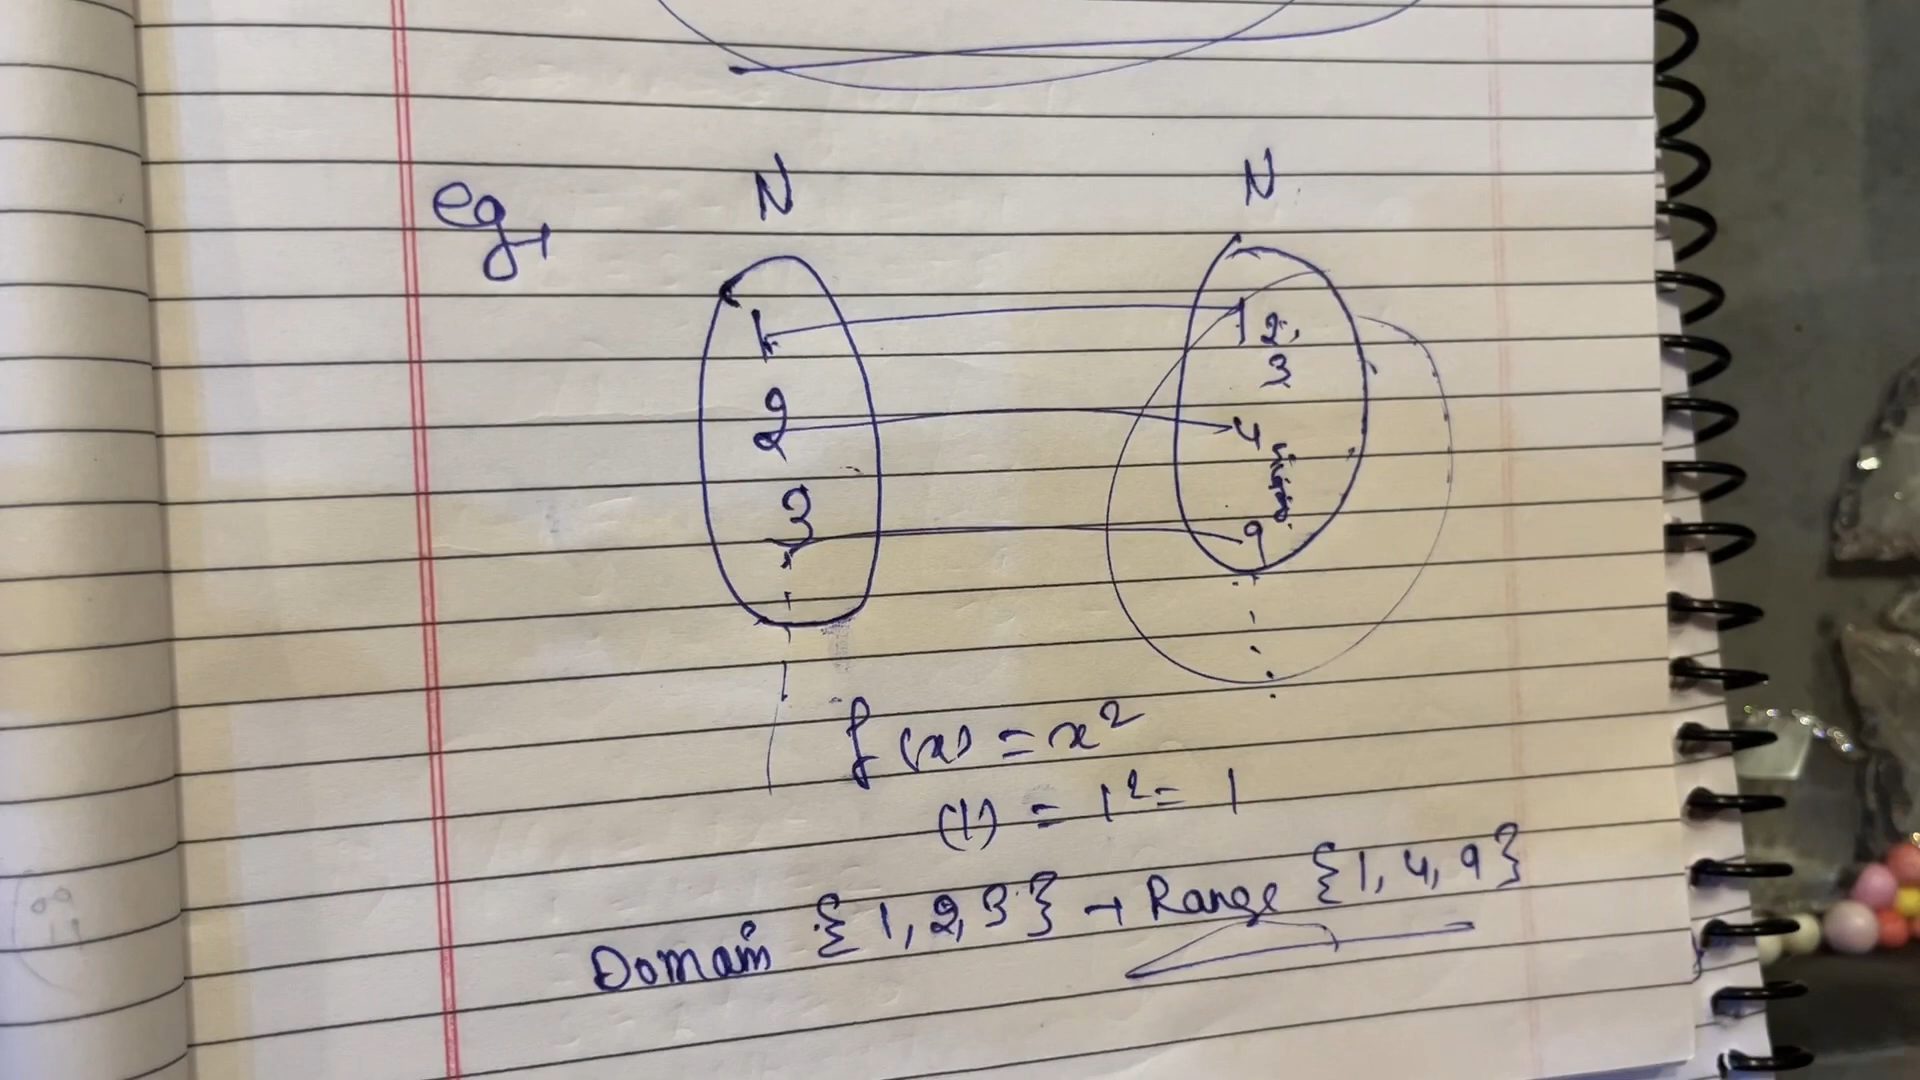 eg→
N N
1 1 2,
3
2 4
3 9
f(x) = x²
(1) = 1² = 1
Domain {1, 2, 3} → Range {1, 4, 9}